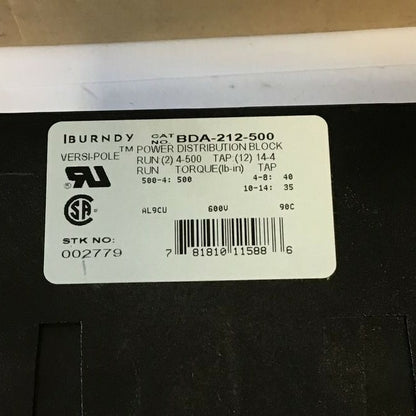 BURNDY CAT NO. BDA-212-500
VERSI-POLE™ POWER DISTRIBUTION BLOCK
RUN:(2) 4-500 TAP:(12) 14-4
RUN TORQUE(lb-in) TAP
500-4: 500 4-8: 40
10-14: 35
AL9CU 600V 90C
STK NO:
002779
7 81810 11588 6